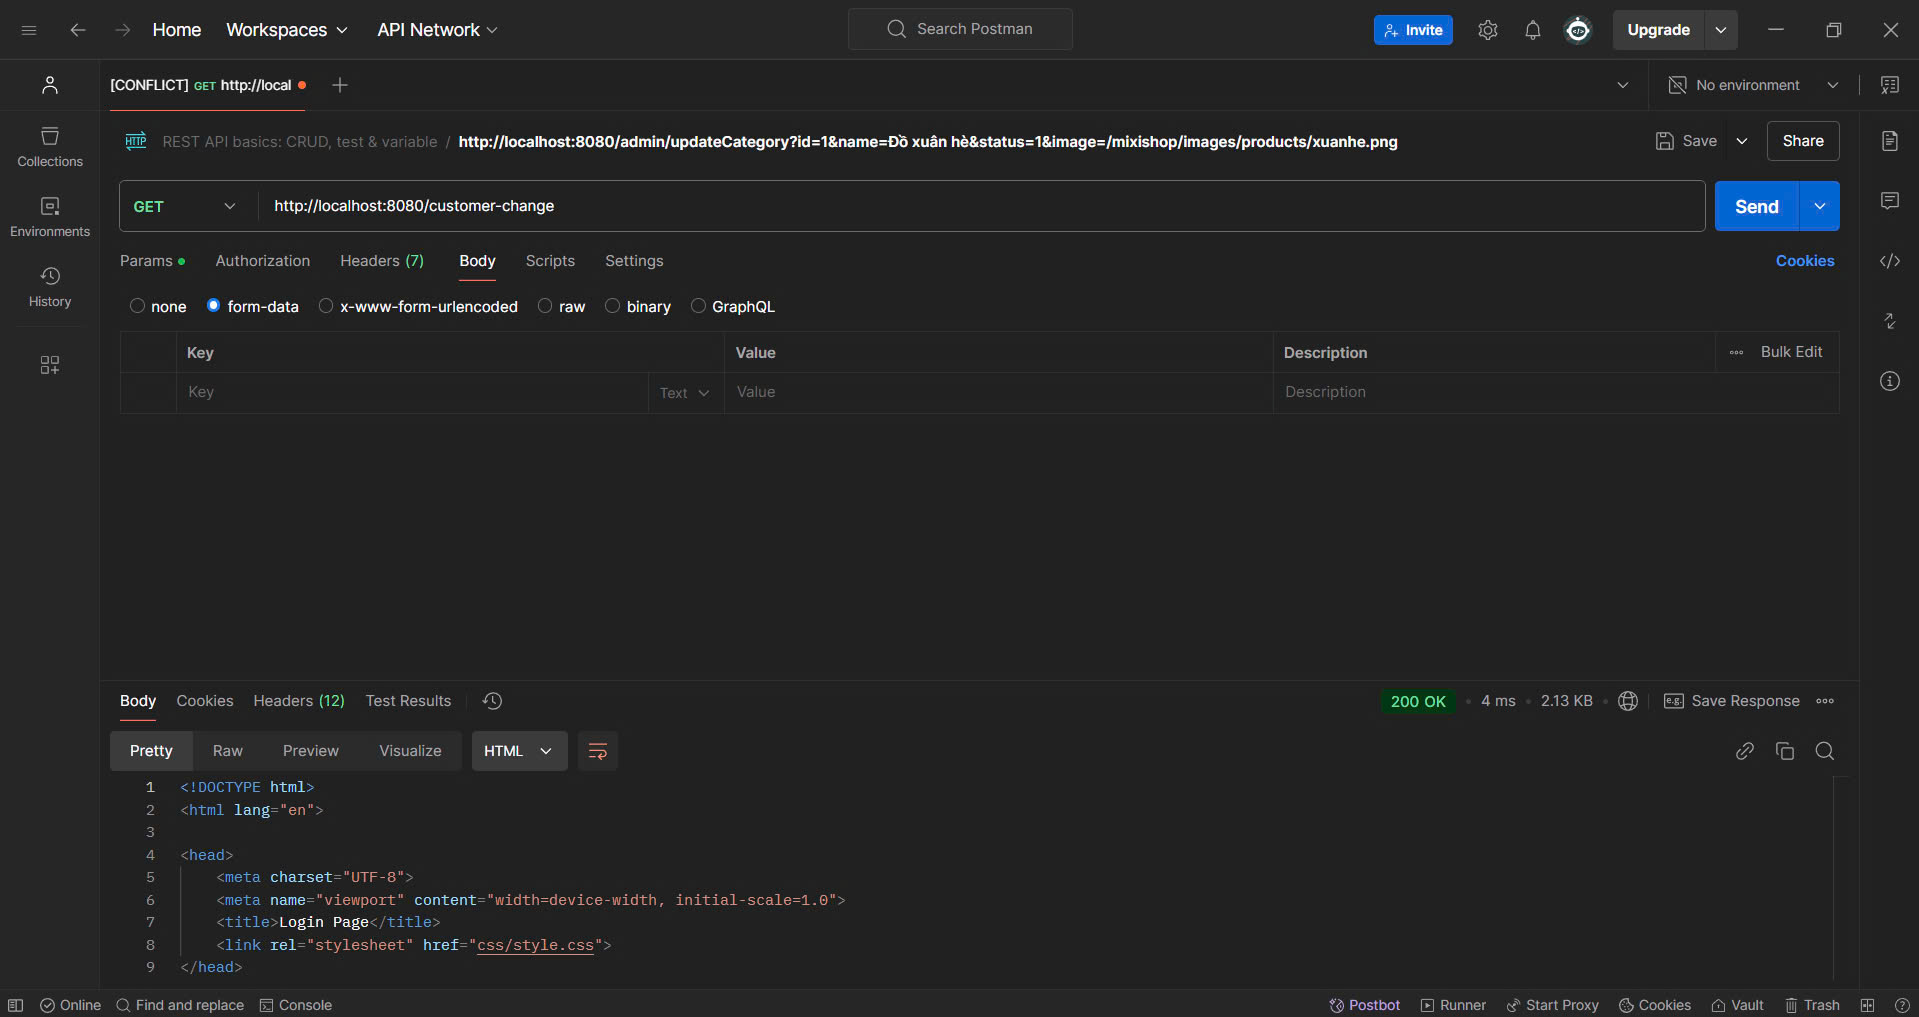 Home Workspaces API Network Search Postman Invite Upgrade
[CONFLICT] GET http://local No environment
HTTP REST API basics: CRUD, test & variable / http://localhost:8080/admin/updateCategory?id=1&name=Đồ xuân hè&status=1&image=/mixishop/images/products/xuanhe.png Save Share
Collections
Environments
History
GET http://localhost:8080/customer-change Send
Params Authorization Headers (7) Body Scripts Settings Cookies
none form-data x-www-form-urlencoded raw binary GraphQL
Key Value Description Bulk Edit
Key Text Value Description
Body Cookies Headers (12) Test Results 200 OK 4 ms 2.13 KB e.g. Save Response
Pretty Raw Preview Visualize HTML
1 <!DOCTYPE html>
2 <html lang="en">
3
4 <head>
5 <meta charset="UTF-8">
6 <meta name="viewport" content="width=device-width, initial-scale=1.0">
7 <title>Login Page</title>
8 <link rel="stylesheet" href="css/style.css">
9 </head>
Online Find and replace Console Postbot Runner Start Proxy Cookies Vault Trash